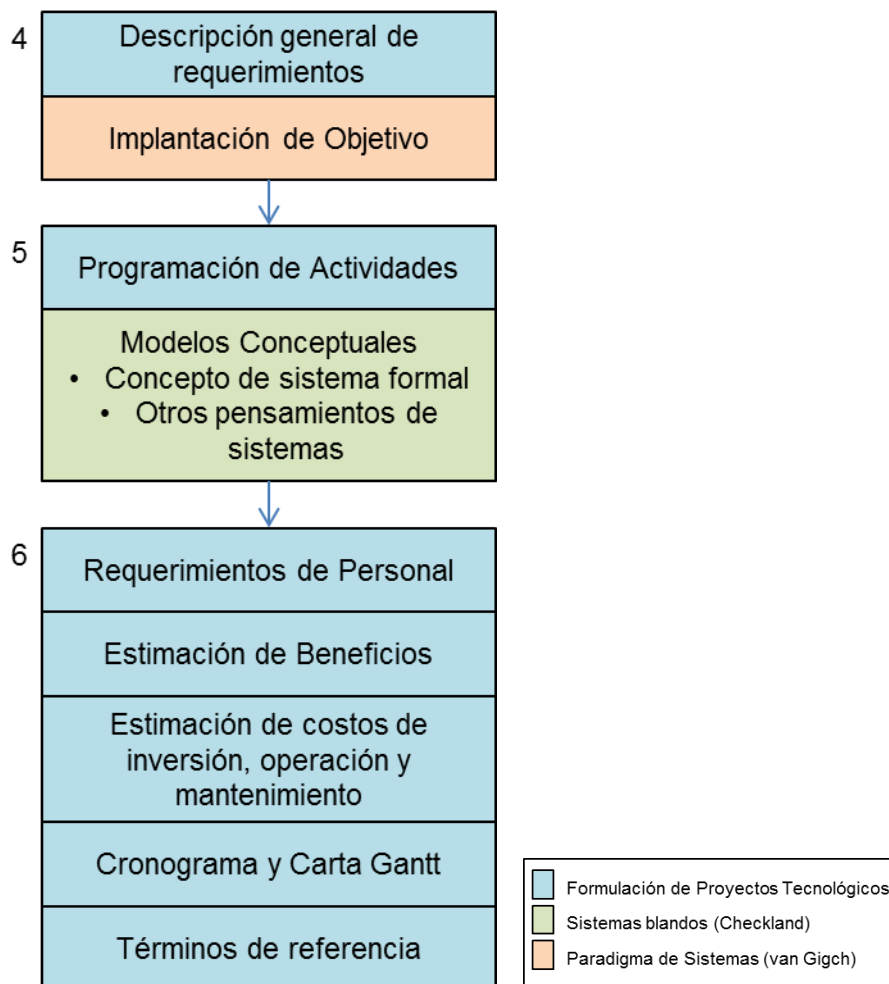 4
Descripción general de
requerimientos
Implantación de Objetivo
5
Programación de Actividades
Modelos Conceptuales
• Concepto de sistema formal
• Otros pensamientos de
sistemas
6
Requerimientos de Personal
Estimación de Beneficios
Estimación de costos de
inversión, operación y
mantenimiento
Cronograma y Carta Gantt
Términos de referencia
Formulación de Proyectos Tecnológicos
Sistemas blandos (Checkland)
Paradigma de Sistemas (van Gigch)